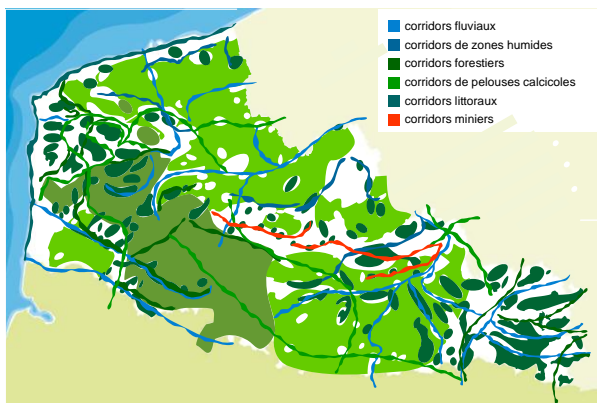 corridors fluviaux
corridors de zones humides
corridors forestiers
corridors de pelouses calcicoles
corridors littoraux
corridors miniers